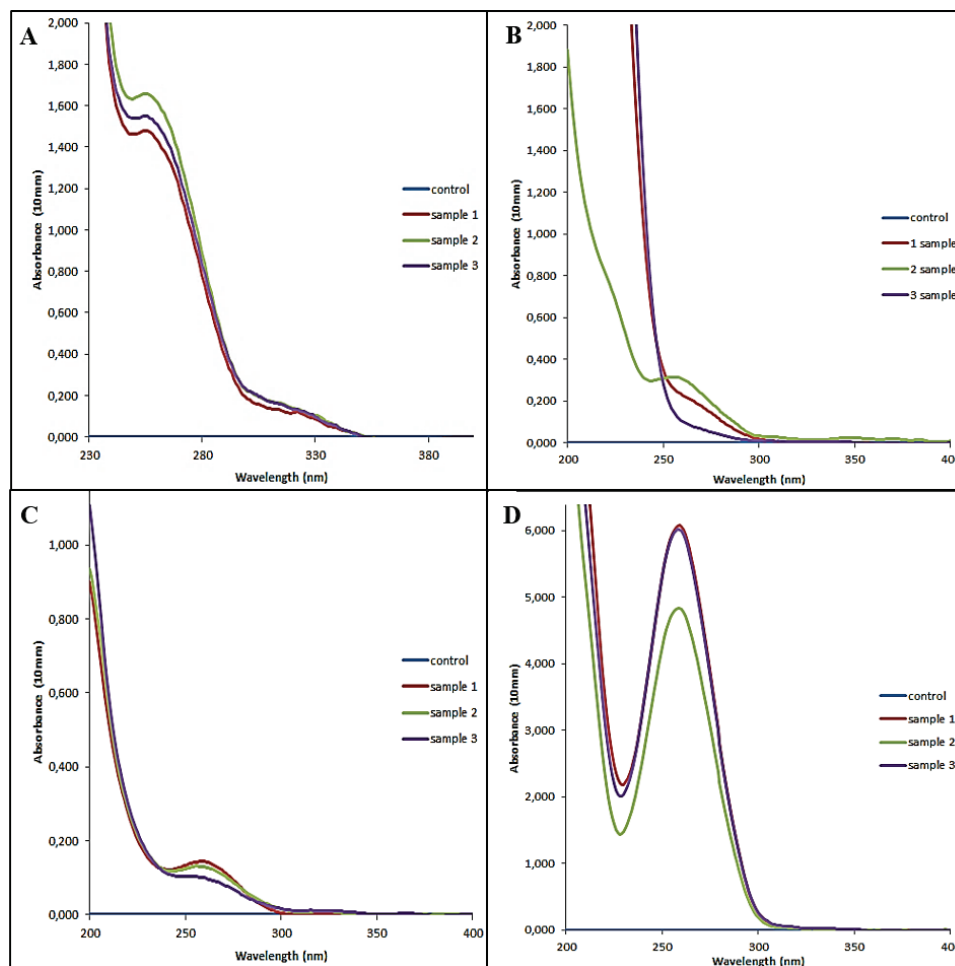 A
2,000
1,800
1,600
1,400
1,200
1,000
0,800
0,600
0,400
0,200
0,000
Absorbance (10mm)
230
280
330
380
Wavelength (nm)
control
sample 1
sample 2
sample 3
B
2,000
1,800
1,600
1,400
1,200
1,000
0,800
0,600
0,400
0,200
0,000
Absorbance (10mm)
200
250
300
350
40
Wavelength (nm)
control
1 sample
2 sample
3 sample
C
1,000
0,800
0,600
0,400
0,200
0,000
Absorbance (10mm)
200
250
300
350
400
Wavelength (nm)
control
sample 1
sample 2
sample 3
D
6,000
5,000
4,000
3,000
2,000
1,000
0,000
Absorbance (10mm)
200
250
300
350
40
Wavelength (nm)
control
sample 1
sample 2
sample 3